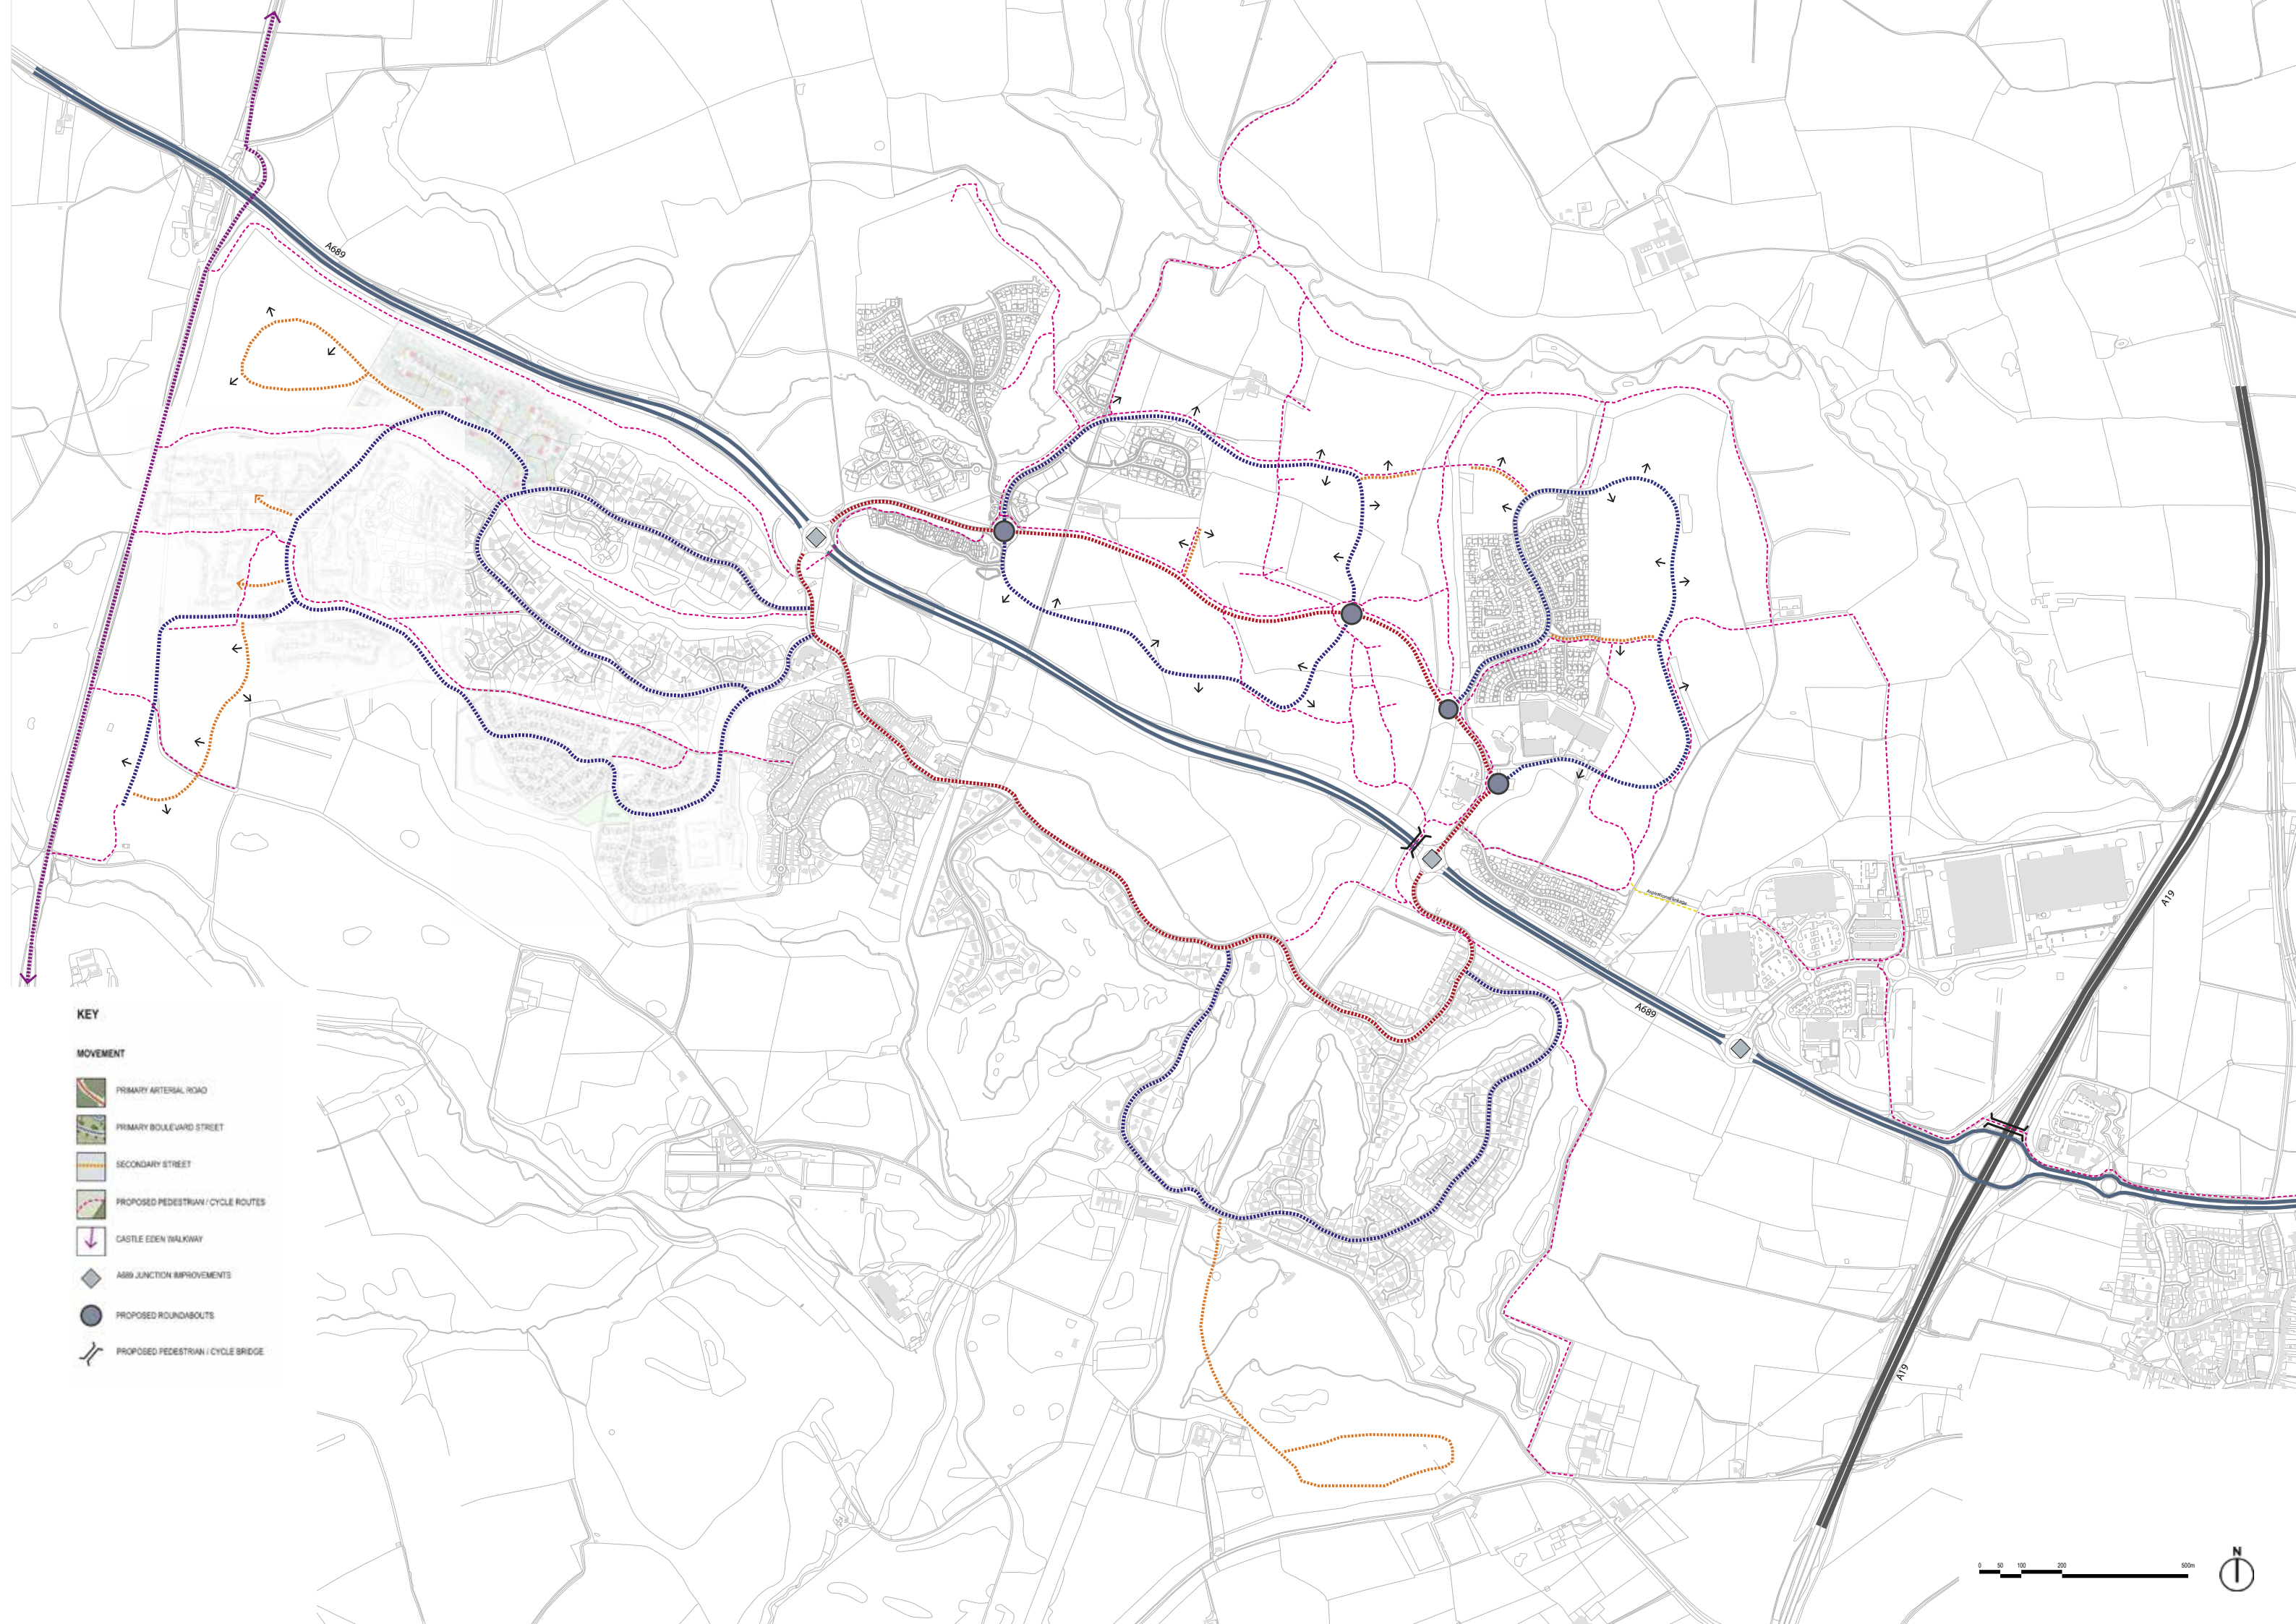 A689
A689
A19
A19
KEY
MOVEMENT
PRIMARY ARTERIAL ROAD
PRIMARY BOULEVARD STREET
SECONDARY STREET
PROPOSED PEDESTRIAN / CYCLE ROUTES
CASTLE EDEN WALKWAY
A689 JUNCTION IMPROVEMENTS
PROPOSED ROUNDABOUTS
PROPOSED PEDESTRIAN / CYCLE BRIDGE
0 50 100 200 500m
N